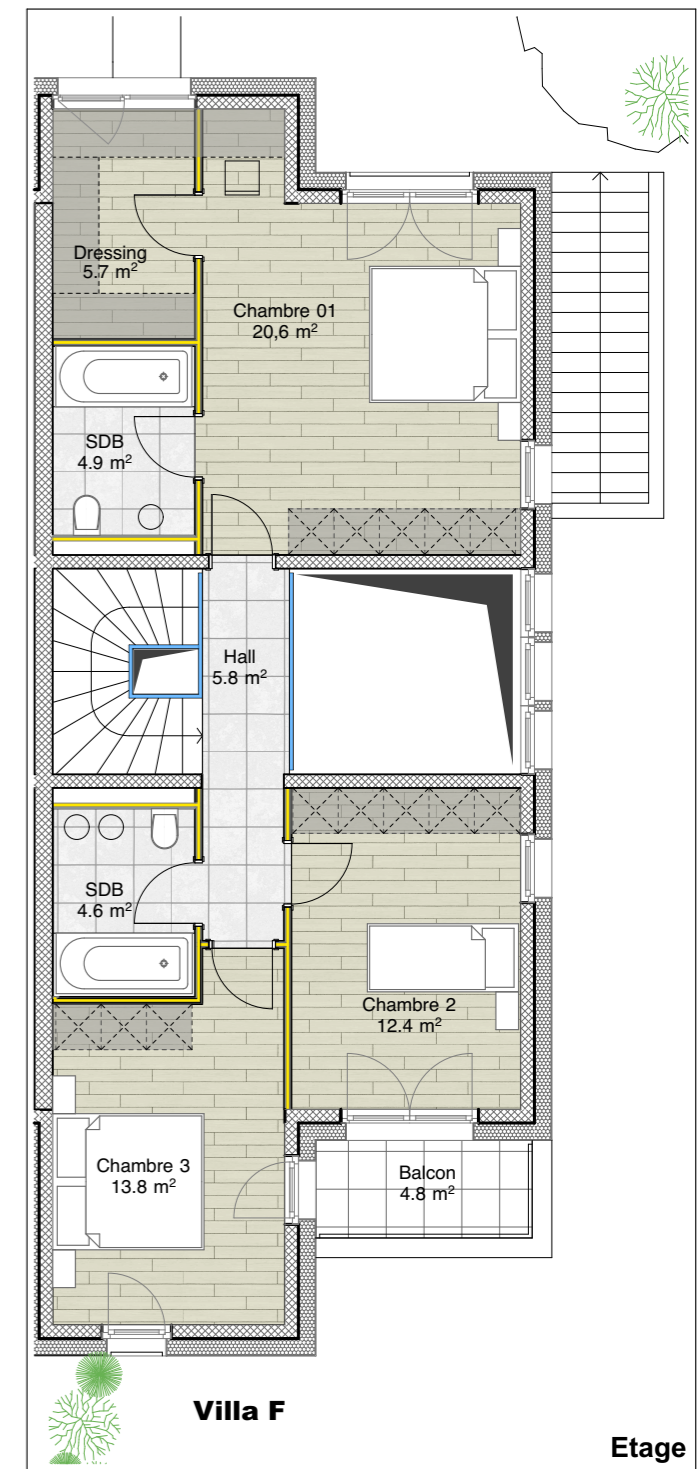 Dressing
5.7 m²
Chambre 01
20,6 m²
SDB
4.9 m²
Hall
5.8 m²
SDB
4.6 m²
Chambre 2
12.4 m²
Chambre 3
13.8 m²
Balcon
4.8 m²
Villa F
Etage